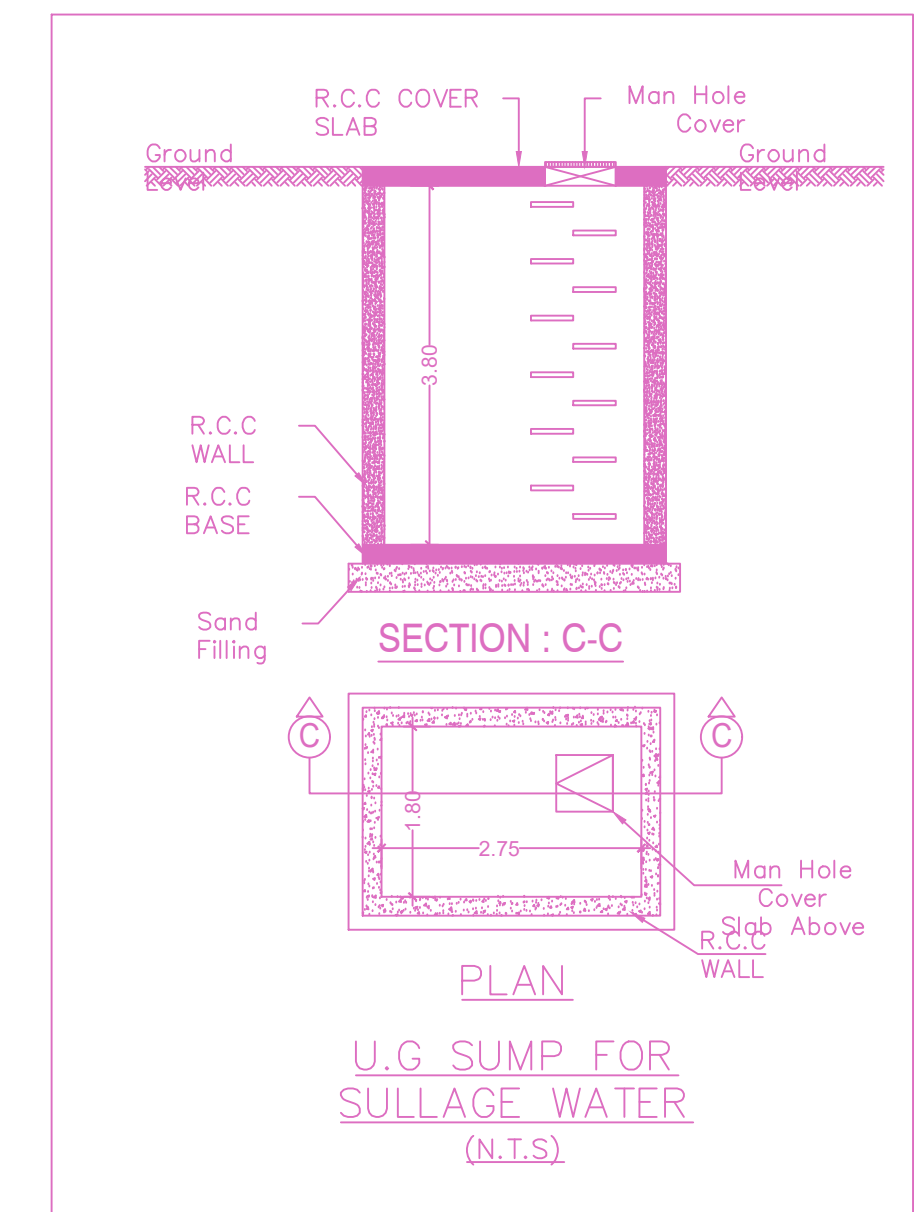 R.C.C COVER
SLAB
Man Hole
Cover
Ground
Level
Ground
Level
3.80
R.C.C
WALL
R.C.C
BASE
Sand
Filling
SECTION : C-C
C
C
1.80
2.75
Man Hole
Cover
Slab Above
R.C.C
WALL
PLAN
U.G SUMP FOR
SULLAGE WATER
(N.T.S)